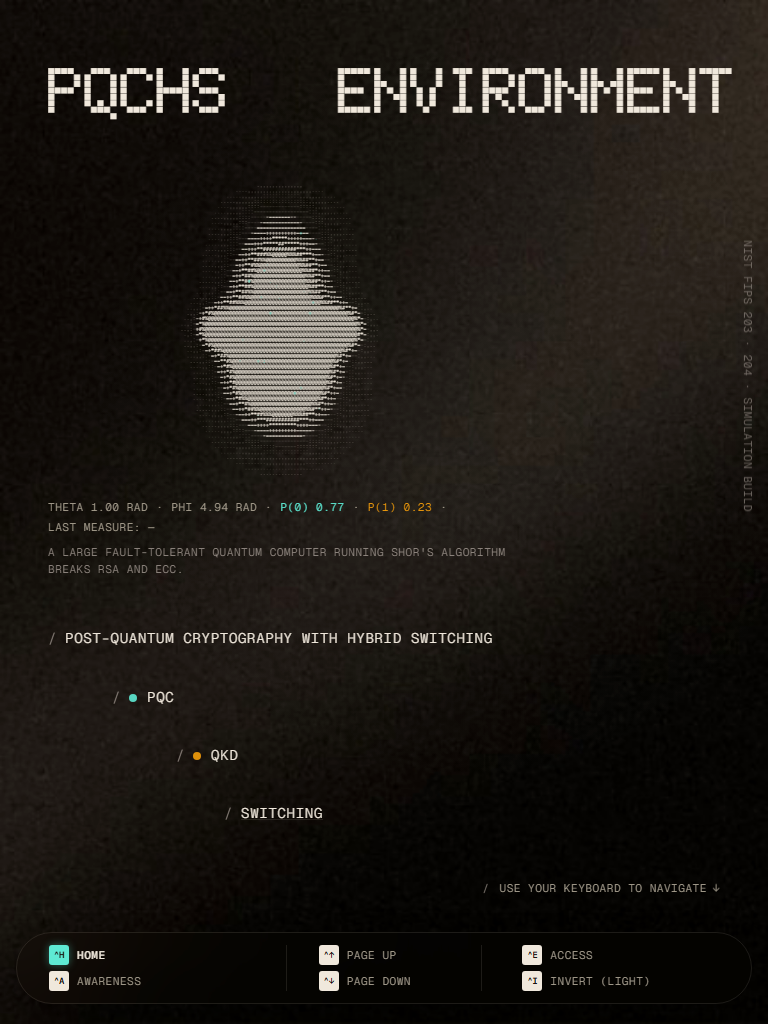 PQCHS ENVIRONMENT
NIST FIPS 203 · 204 · SIMULATION BUILD
THETA 1.00 RAD · PHI 4.94 RAD · P(0) 0.77 · P(1) 0.23 ·
LAST MEASURE: —
A LARGE FAULT-TOLERANT QUANTUM COMPUTER RUNNING SHOR'S ALGORITHM
BREAKS RSA AND ECC.
/ POST-QUANTUM CRYPTOGRAPHY WITH HYBRID SWITCHING
/ PQC
/ QKD
/ SWITCHING
/ USE YOUR KEYBOARD TO NAVIGATE ↓
^H HOME
^A AWARENESS
^↑ PAGE UP
^↓ PAGE DOWN
^E ACCESS
^I INVERT (LIGHT)